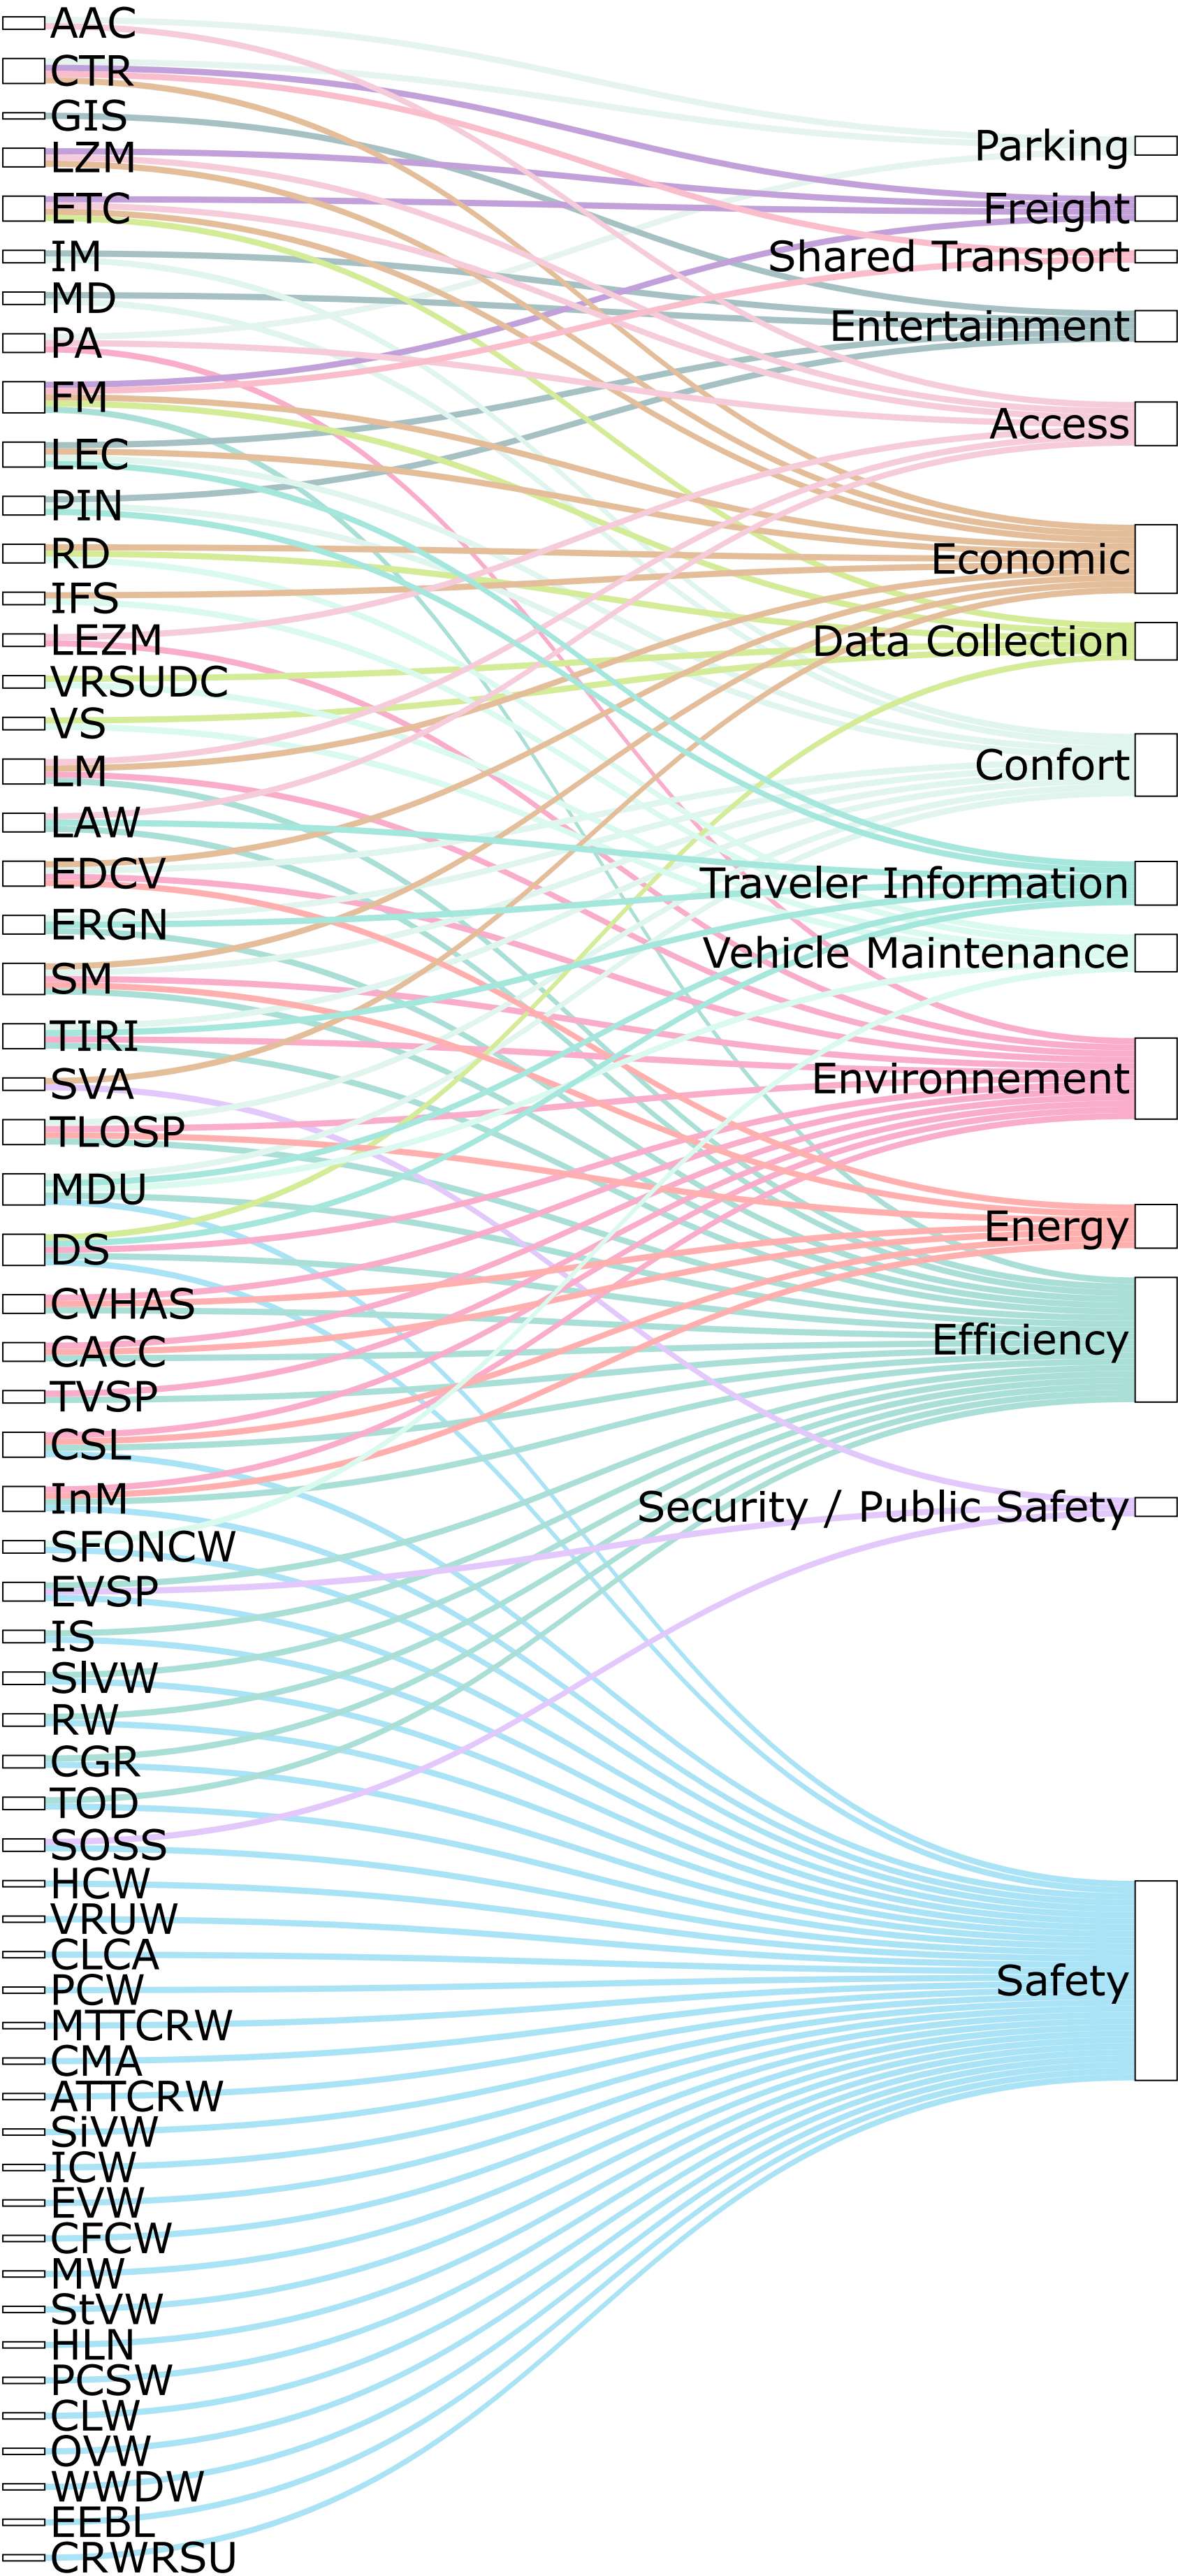 AAC
CTR
GIS
LZM
ETC
IM
MD
PA
FM
LEC
PIN
RD
IFS
LEZM
VRSUDC
VS
LM
LAW
EDCV
ERGN
SM
TIRI
SVA
TLOSP
MDU
DS
CVHAS
CACC
TVSP
CSL
InM
SFONCW
EVSP
IS
SlVW
RW
CGR
TOD
SOSS
HCW
VRUW
CLCA
PCW
MTTCRW
CMA
ATTCRW
SiVW
ICW
EVW
CFCW
MW
StVW
HLN
PCSW
CLW
OVW
WWDW
EEBL
CRWRSU
Parking
Freight
Shared Transport
Entertainment
Access
Economic
Data Collection
Confort
Traveler Information
Vehicle Maintenance
Environnement
Energy
Efficiency
Security / Public Safety
Safety